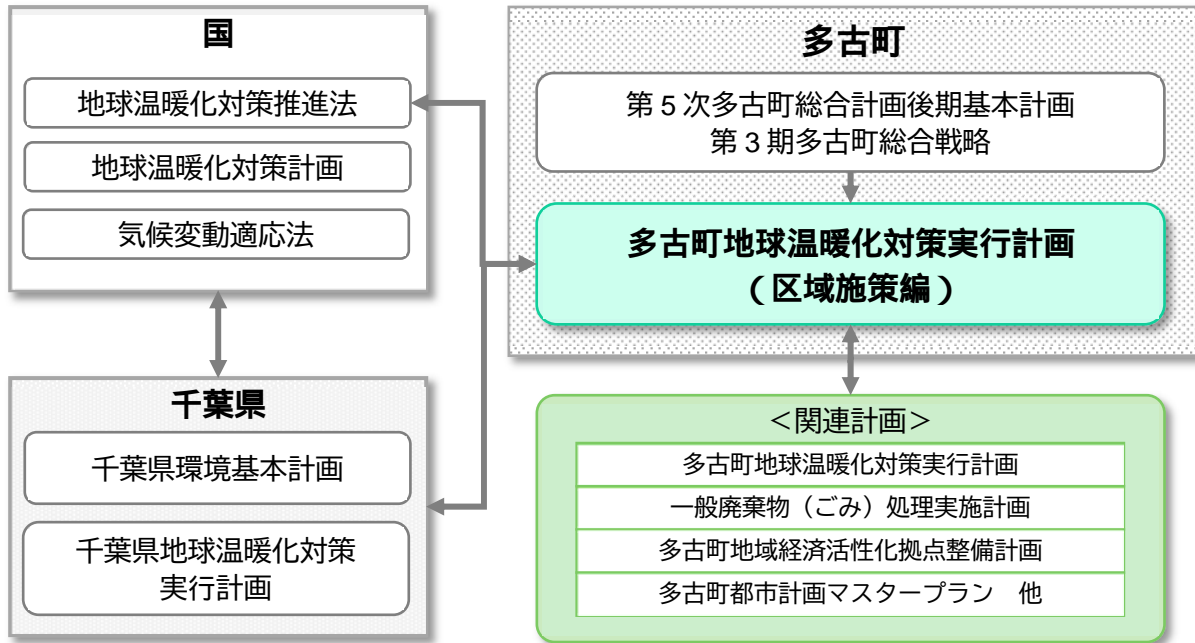 国
地球温暖化対策推進法
地球温暖化対策計画
気候変動適応法
千葉県
千葉県環境基本計画
千葉県地球温暖化対策
実行計画
多古町
第5次多古町総合計画後期基本計画
第3期多古町総合戦略
多古町地球温暖化対策実行計画
(区域施策編)
＜関連計画＞
多古町地球温暖化対策実行計画
一般廃棄物（ごみ）処理実施計画
多古町地域経済活性化拠点整備計画
多古町都市計画マスタープラン　他